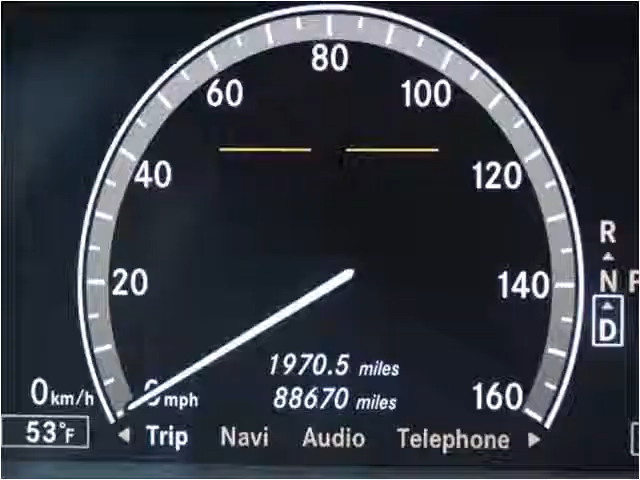 80
60
100
40
120
R
20
140
N
P
D
1970.5 miles
0 km/h
0 mph
88670 miles
160
53°F
Trip Navi Audio Telephone